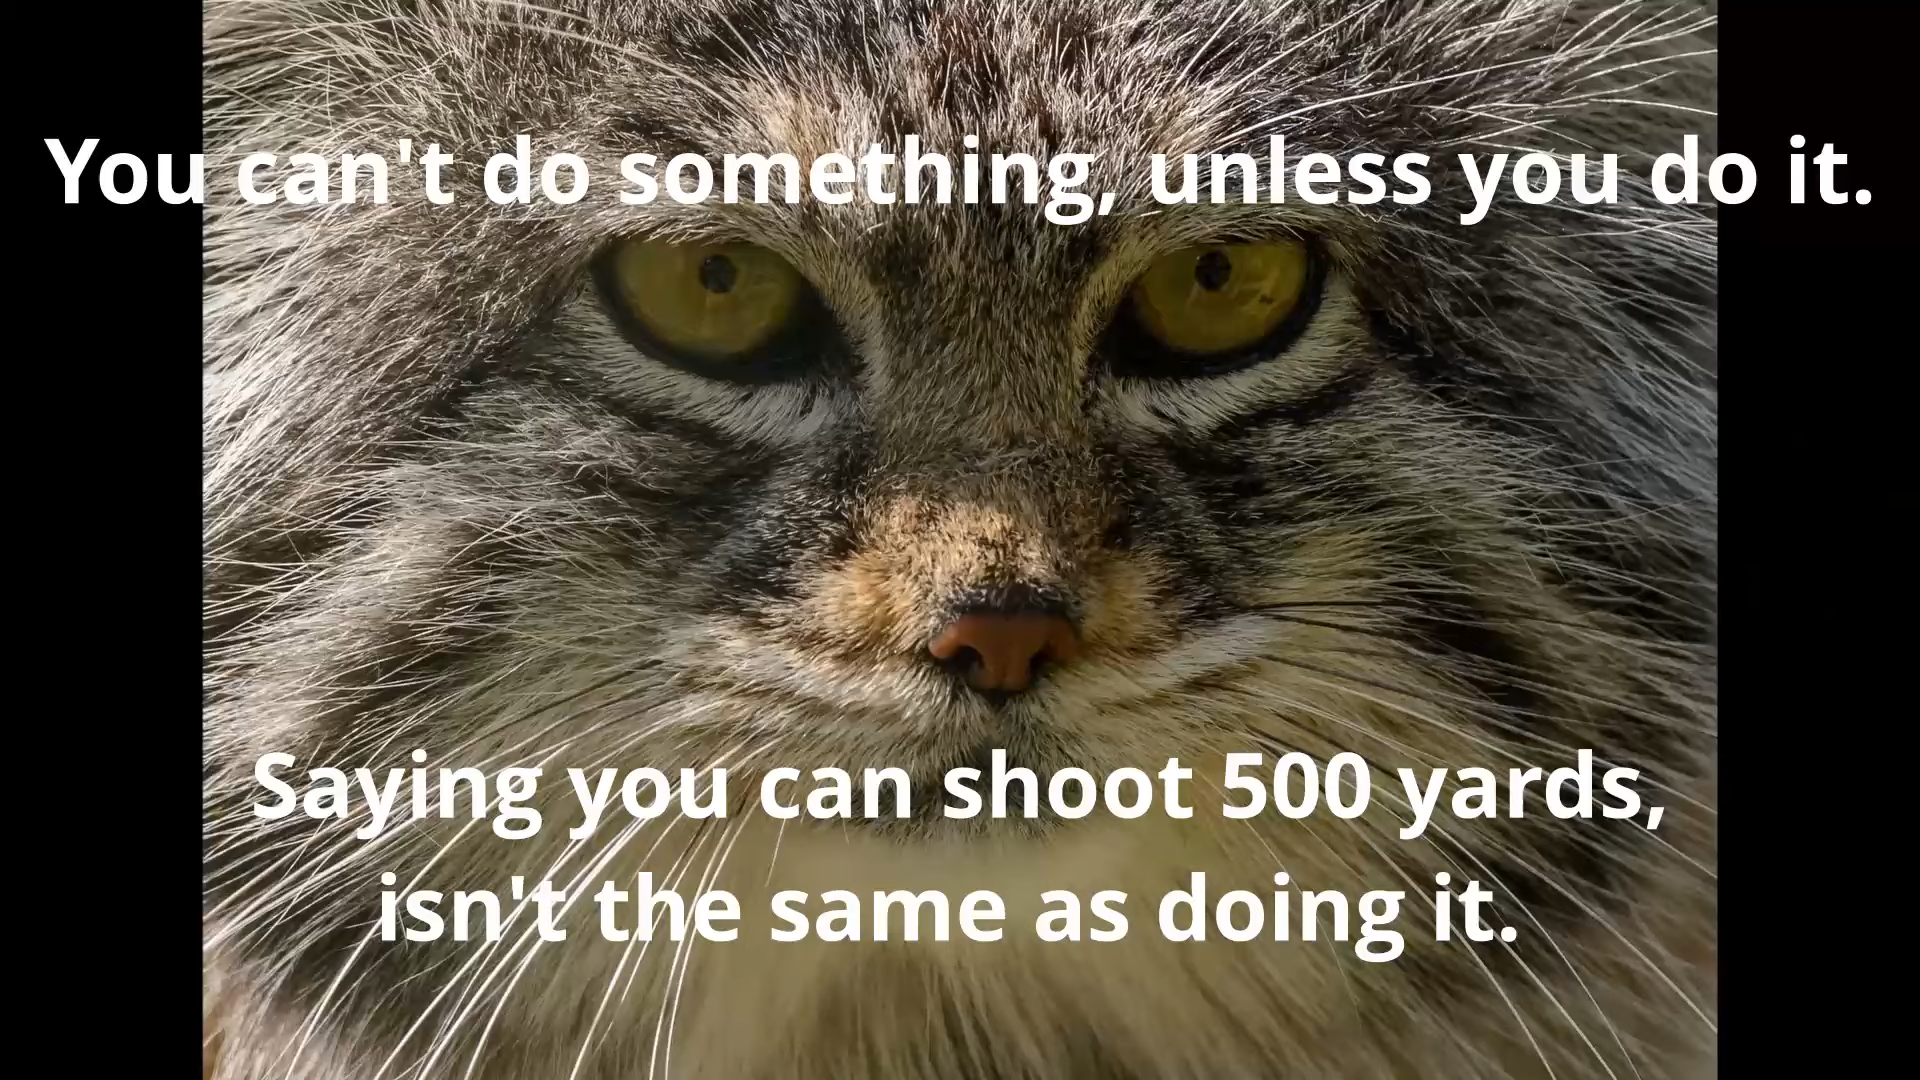 You can't do something, unless you do it.
Saying you can shoot 500 yards,
isn't the same as doing it.